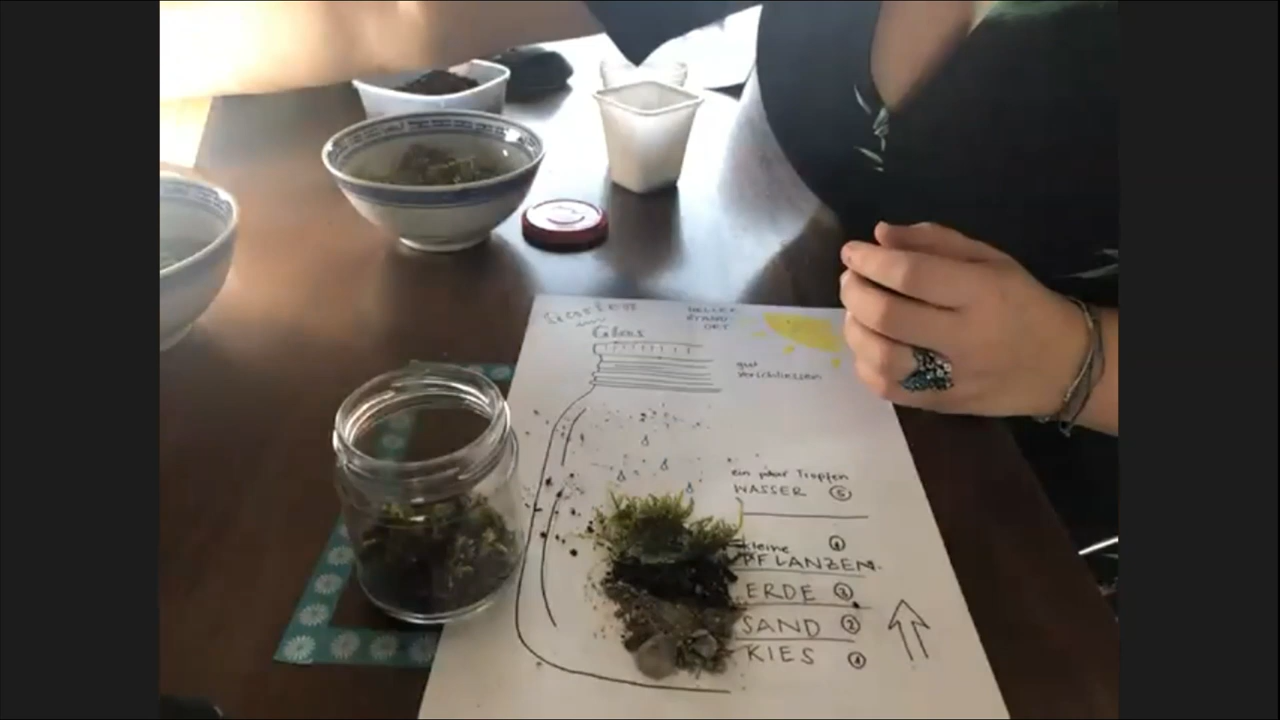 Glas
HELLER
STAND
ORT
gut
verschliessen
ein paar Tropfen
WASSER ⑤
kleine ④
PFLANZEN
ERDE ③
SAND ②
KIES ①